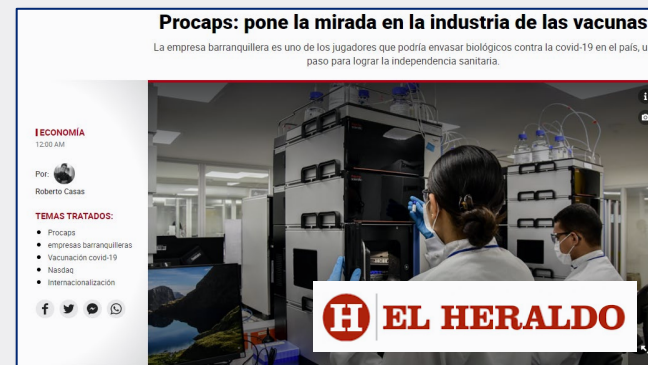 Procaps: pone la mirada en la industria de las vacunas
La empresa barranquillera es uno de los jugadores que podría envasar biológicos contra la covid-19 en el país, u
paso para lograr la independencia sanitaria.
ECONOMÍA
12:00 AM
Por:
Roberto Casas
TEMAS TRATADOS:
Procaps
empresas barranquilleras
Vacunación covid-19
Nasdaq
Internacionalización
H EL HERALDO